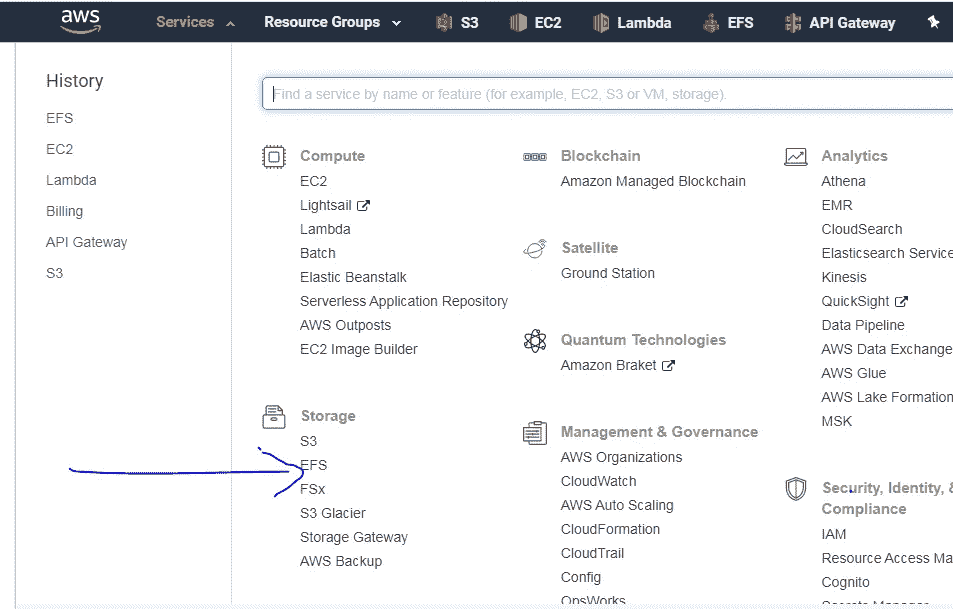 aws Services Resource Groups S3 EC2 Lambda EFS API Gateway
History
EFS
EC2
Lambda
Billing
API Gateway
S3
Find a service by name or feature (for example, EC2, S3 or VM, storage).
Compute
EC2
Lightsail
Lambda
Batch
Elastic Beanstalk
Serverless Application Repository
AWS Outposts
EC2 Image Builder
Storage
S3
EFS
FSx
S3 Glacier
Storage Gateway
AWS Backup
Blockchain
Amazon Managed Blockchain
Satellite
Ground Station
Quantum Technologies
Amazon Braket
Management & Governance
AWS Organizations
CloudWatch
AWS Auto Scaling
CloudFormation
CloudTrail
Config
OpsWorks
Analytics
Athena
EMR
CloudSearch
Elasticsearch Service
Kinesis
QuickSight
Data Pipeline
AWS Data Exchange
AWS Glue
AWS Lake Formation
MSK
Security, Identity, &
Compliance
IAM
Resource Access Ma
Cognito
Secrets Manager